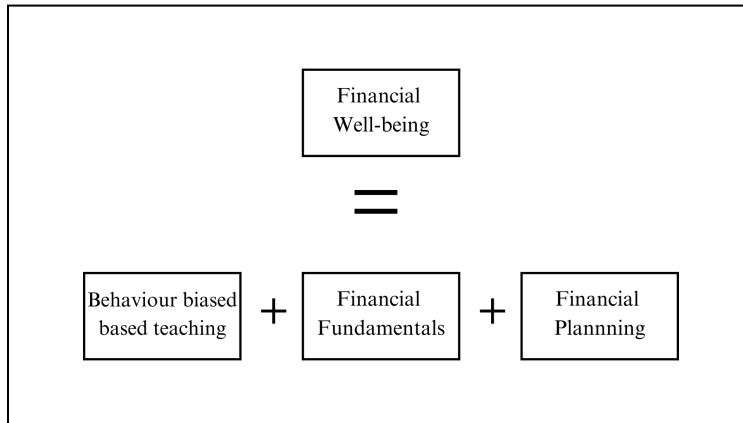 Financial
Well-being
=
Behaviour biased
based teaching
+
Financial
Fundamentals
+
Financial
Plannning